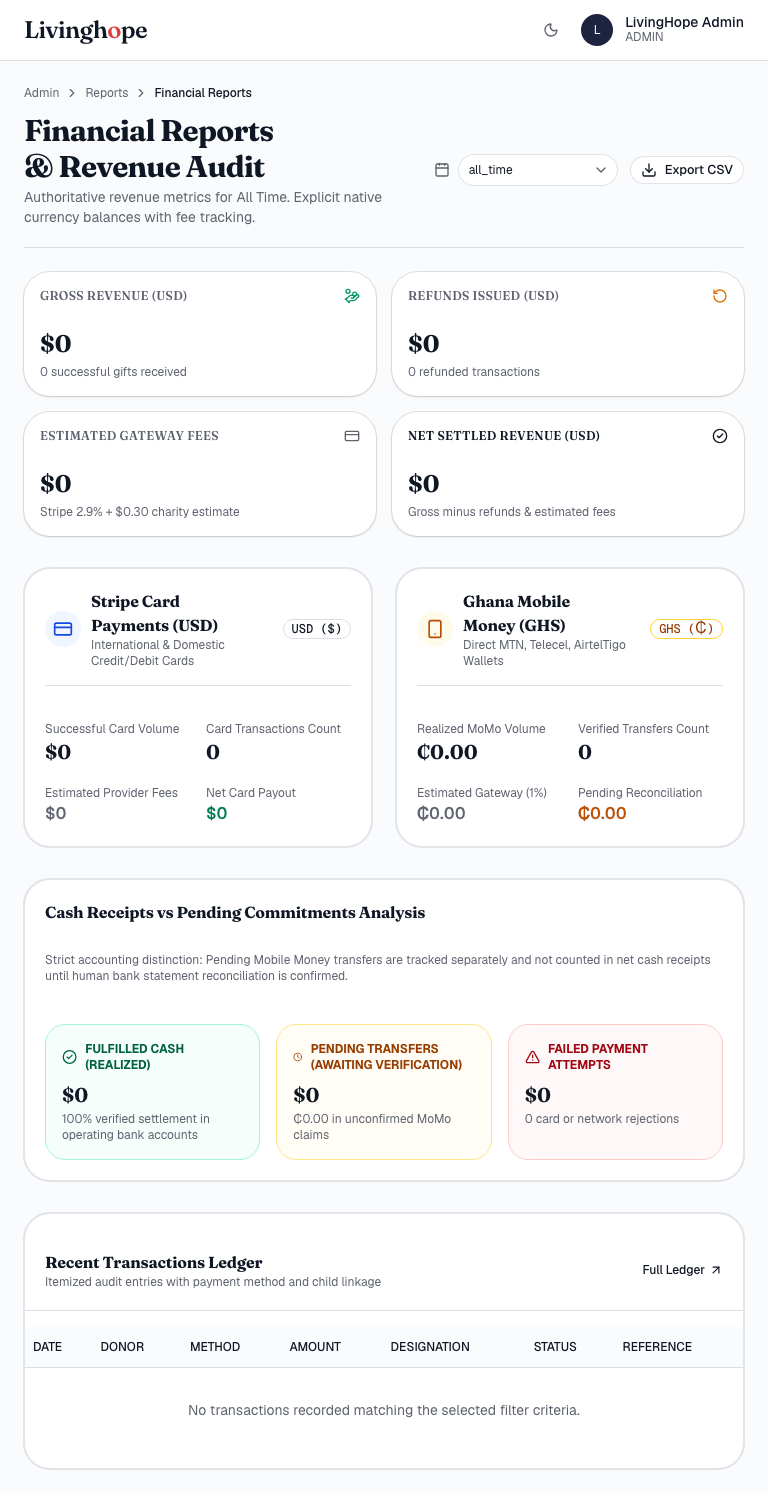 Livinghope
L
LivingHope Admin
ADMIN
Admin > Reports > Financial Reports
Financial Reports
& Revenue Audit
Authoritative revenue metrics for All Time. Explicit native
currency balances with fee tracking.
all_time
Export CSV
GROSS REVENUE (USD)
$0
0 successful gifts received
REFUNDS ISSUED (USD)
$0
0 refunded transactions
ESTIMATED GATEWAY FEES
$0
Stripe 2.9% + $0.30 charity estimate
NET SETTLED REVENUE (USD)
$0
Gross minus refunds & estimated fees
Stripe Card
Payments (USD)
International & Domestic
Credit/Debit Cards
USD ($)
Successful Card Volume
$0
Card Transactions Count
0
Estimated Provider Fees
$0
Net Card Payout
$0
Ghana Mobile
Money (GHS)
Direct MTN, Telecel, AirtelTigo
Wallets
GHS (₵)
Realized MoMo Volume
₵0.00
Verified Transfers Count
0
Estimated Gateway (1%)
₵0.00
Pending Reconciliation
₵0.00
Cash Receipts vs Pending Commitments Analysis
Strict accounting distinction: Pending Mobile Money transfers are tracked separately and not counted in net cash receipts
until human bank statement reconciliation is confirmed.
FULFILLED CASH
(REALIZED)
$0
100% verified settlement in
operating bank accounts
PENDING TRANSFERS
(AWAITING VERIFICATION)
$0
₵0.00 in unconfirmed MoMo
claims
FAILED PAYMENT
ATTEMPTS
$0
0 card or network rejections
Recent Transactions Ledger
Itemized audit entries with payment method and child linkage
Full Ledger
DATE DONOR METHOD AMOUNT DESIGNATION STATUS REFERENCE
No transactions recorded matching the selected filter criteria.